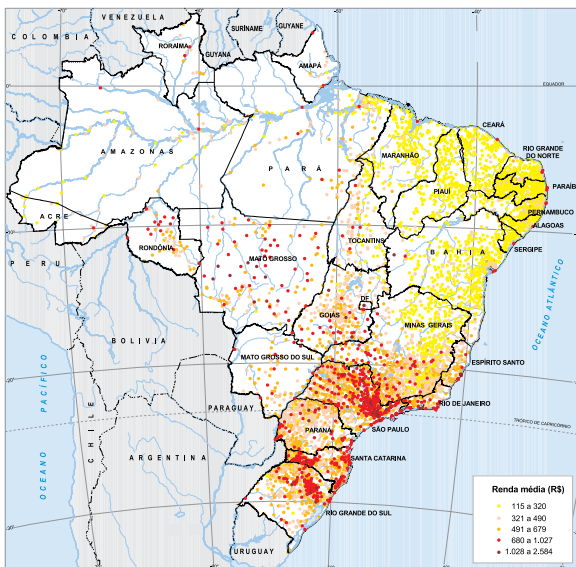 VENEZUELA
SURINAME
GUYANE
COLOMBIA
RORAIMA
GUYANA
AMAPÁ
EQUADOR
AMAZONAS
PARÁ
CEARÁ
MARANHÃO
RIO GRANDE
DO NORTE
PIAUÍ
PARAÍB
PERNAMBUCO
ACRE
ALAGOAS
SERGIPE
RONDÔNIA
TOCANTINS
BAHIA
MATO GROSSO
PERU
DF
GOIÁS
MINAS GERAIS
OCEANO ATLÂNTICO
BOLIVIA
MATO GROSSO DO SUL
ESPÍRITO SANTO
RIO DE JANEIRO
PARAGUAY
SÃO PAULO
TRÓPICO DE CAPRICÓRNIO
OCEANO PACÍFICO
CHILE
PARANÁ
ARGENTINA
SANTA CATARINA
RIO GRANDE DO SUL
URUGUAY
Renda média (R$)
115 a 320
321 a 490
491 a 679
680 a 1.027
1.028 a 2.584